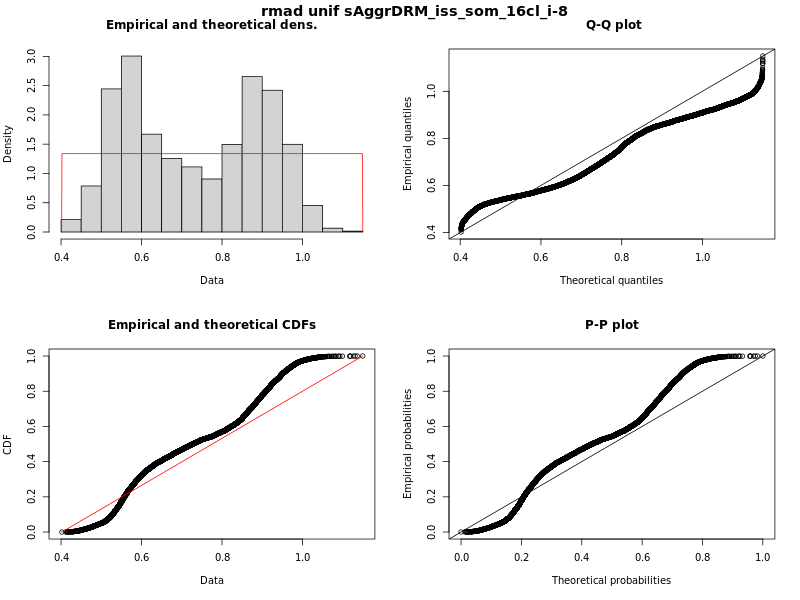 rmad unif sAggrDRM_iss_som_16cl_i-8
Empirical and theoretical dens.
Density
0.0 0.5 1.0 1.5 2.0 2.5 3.0
0.4 0.6 0.8 1.0
Data
Q-Q plot
Empirical quantiles
0.4 0.6 0.8 1.0
0.4 0.6 0.8 1.0
Theoretical quantiles
Empirical and theoretical CDFs
CDF
0.0 0.2 0.4 0.6 0.8 1.0
0.4 0.6 0.8 1.0
Data
P-P plot
Empirical probabilities
0.0 0.2 0.4 0.6 0.8 1.0
0.0 0.2 0.4 0.6 0.8 1.0
Theoretical probabilities